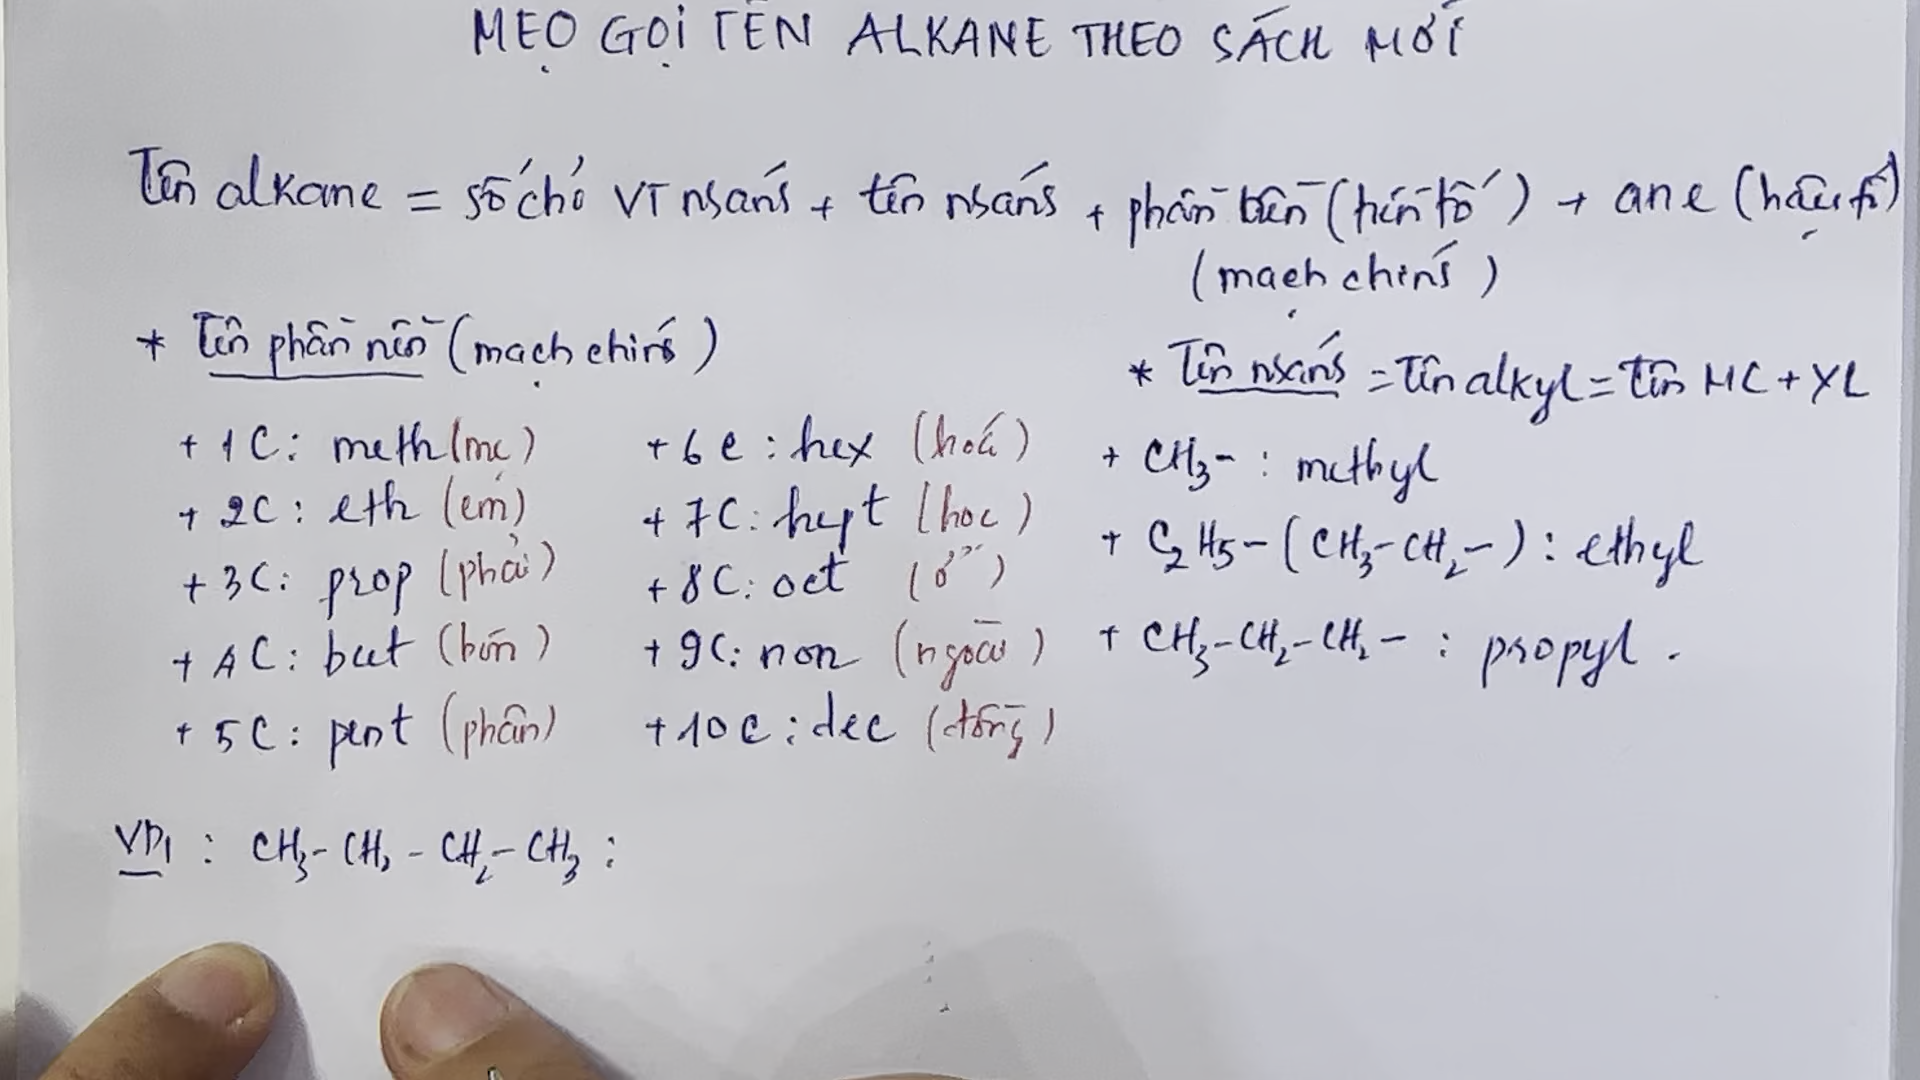 MẸO GỌI TÊN ALKANE THEO SÁCH MỚI
Tên alkane = số chỉ VT nhánh + tên nhánh + phần nền (tiền tố) + ane (hậu tố)
(mạch chính)
* Tên phần nền (mạch chính)
+ 1C: meth (mẹ)
+ 2C: eth (em)
+ 3C: prop (phải)
+ 4C: but (bón)
+ 5C: pent (phân)
+ 6C: hex (hoá)
+ 7C: hept (học)
+ 8C: oct (ở)
+ 9C: non (ngoài)
+ 10C: dec (đồng)
* Tên nhánh = Tên alkyl = tên MC + YL
+ CH₃- : methyl
+ C₂H₅- (CH₃-CH₂-) : ethyl
+ CH₃-CH₂-CH₂- : propyl.
VD₁ : CH₃-CH₂-CH₂-CH₃ :